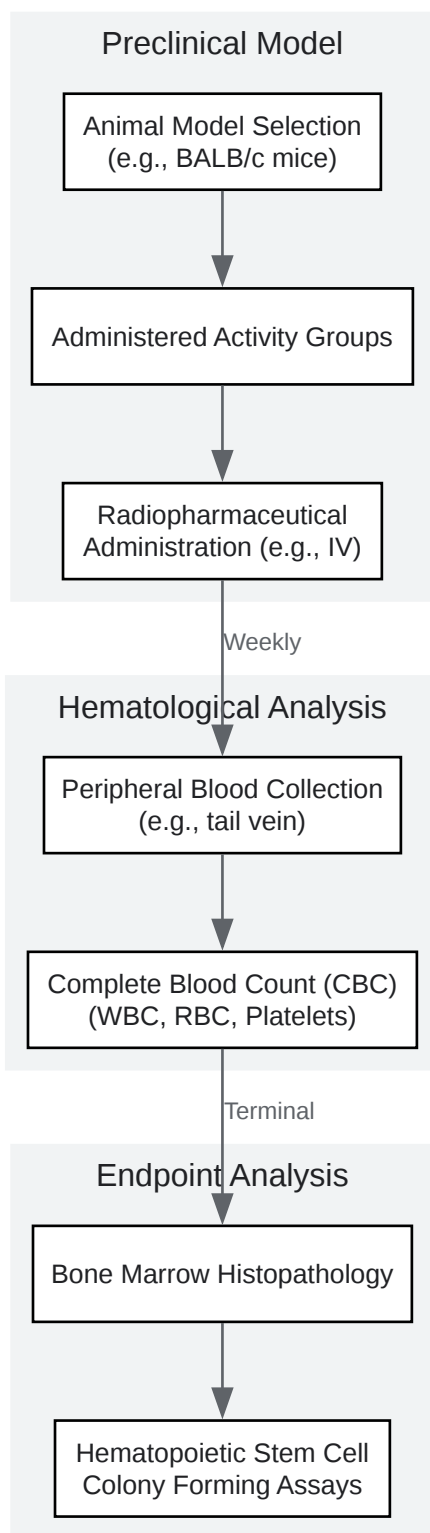 Preclinical Model
Animal Model Selection
(e.g., BALB/c mice)
Administered Activity Groups
Radiopharmaceutical
Administration (e.g., IV)
Weekly
Hematological Analysis
Peripheral Blood Collection
(e.g., tail vein)
Complete Blood Count (CBC)
(WBC, RBC, Platelets)
Terminal
Endpoint Analysis
Bone Marrow Histopathology
Hematopoietic Stem Cell
Colony Forming Assays